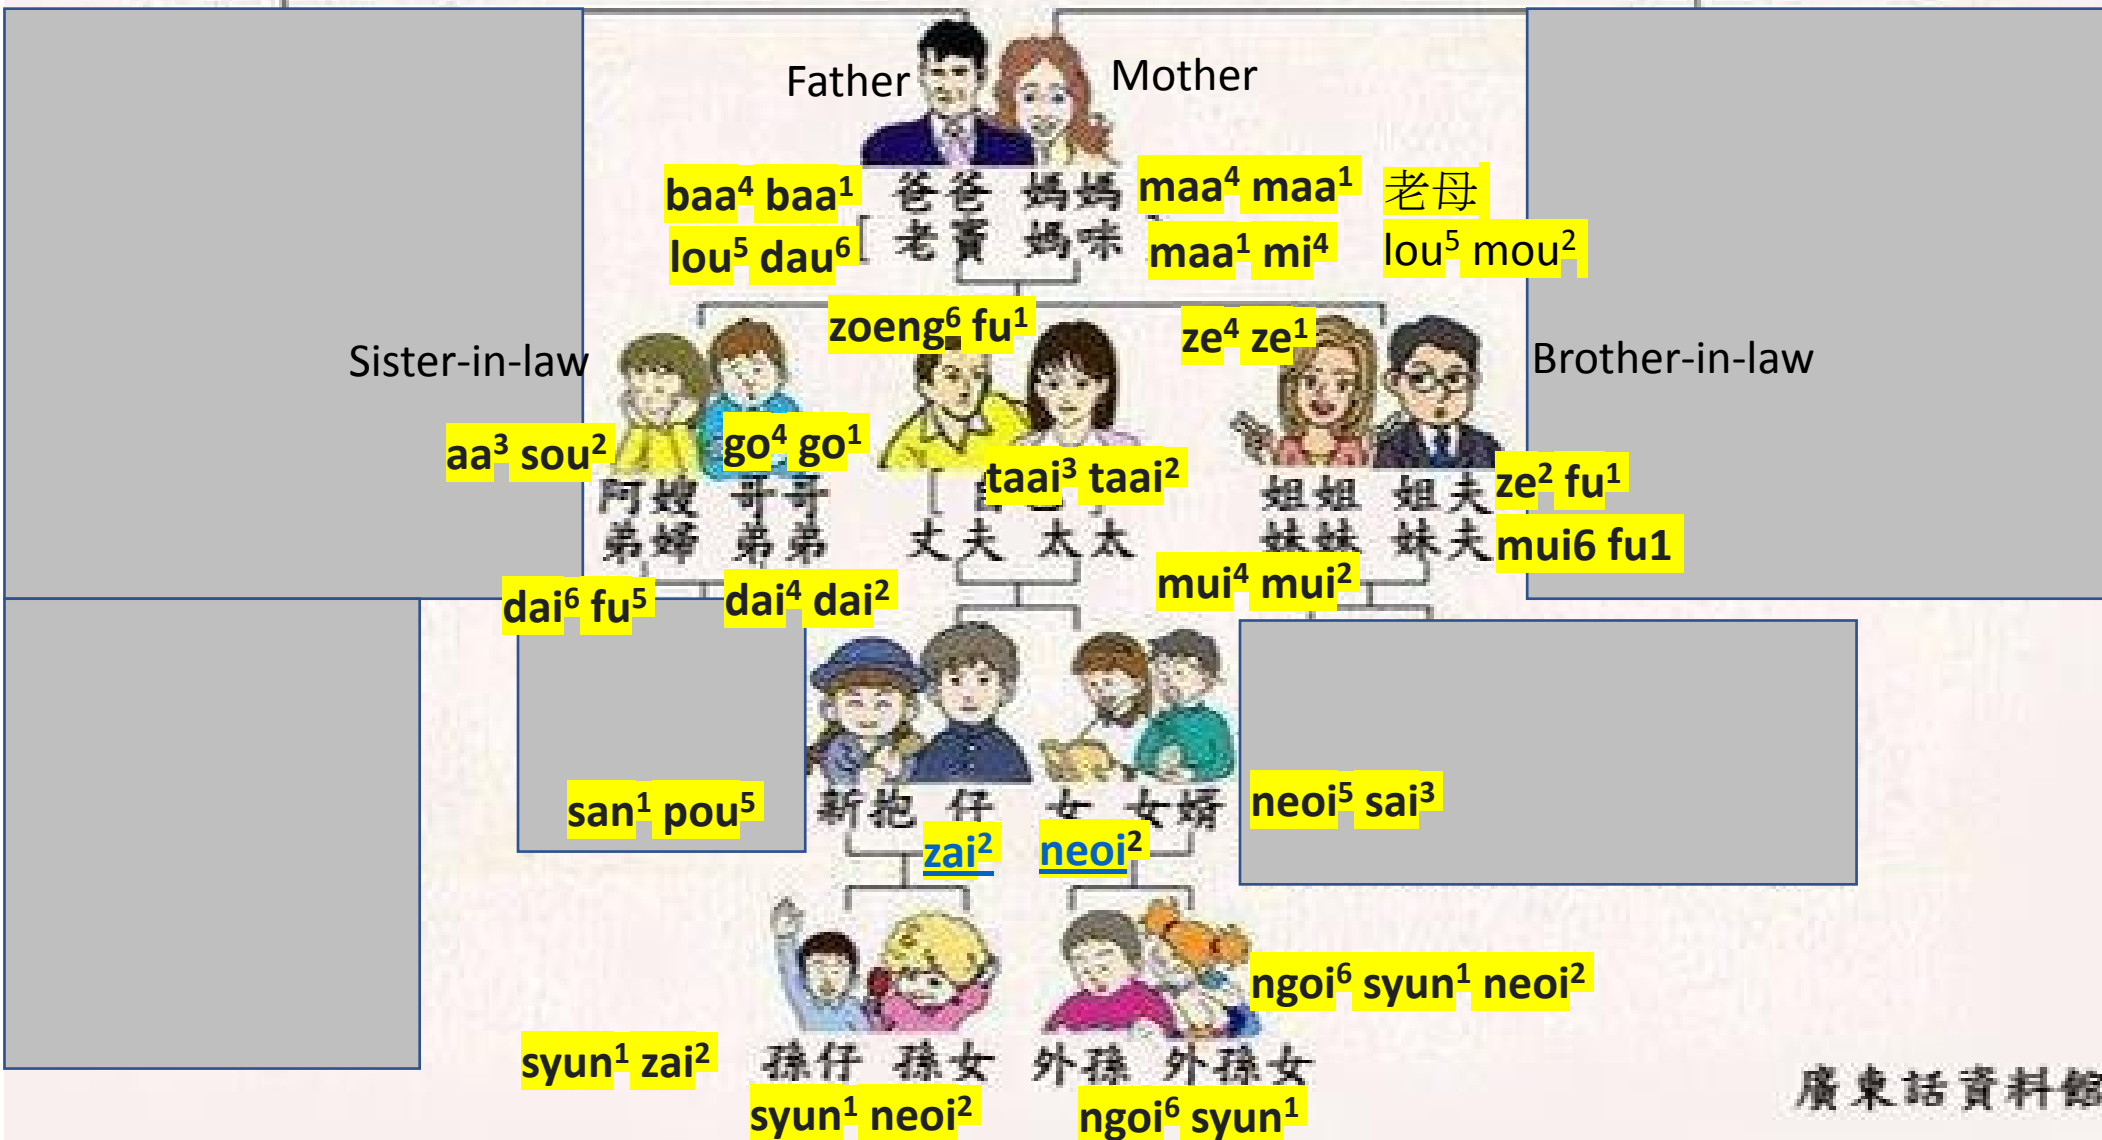 Father
Mother
baa⁴ baa¹ 爸爸 媽媽 maa⁴ maa¹ 老母
lou⁵ dau⁶ [老竇 媽咪 maa¹ mi⁴ lou⁵ mou²
zoeng⁶ fu¹
ze⁴ ze¹
Sister-in-law
Brother-in-law
aa³ sou²
go⁴ go¹
taai³ taai²
ze² fu¹
阿嫂 哥哥 姐姐 姐夫
弟婦 弟弟 丈夫 太太 妹妹 妹夫 mui6 fu1
dai⁶ fu⁵
dai⁴ dai²
mui⁴ mui²
san¹ pou⁵ 新抱 仔 女 女婿 neoi⁵ sai³
zai²
neoi²
ngoi⁶ syun¹ neoi²
syun¹ zai² 孫仔 孫女 外孫 外孫女
syun¹ neoi²
ngoi⁶ syun¹
廣東話資料館